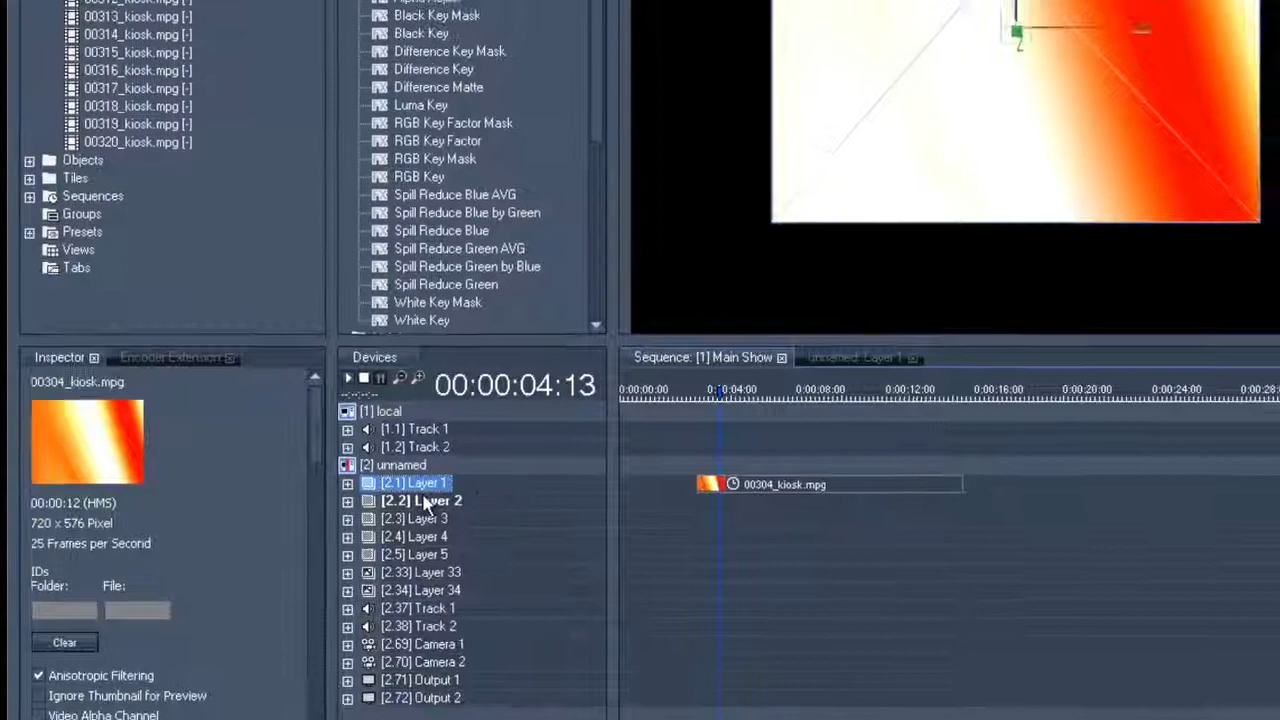 00313_kiosk.mpg [-]
00314_kiosk.mpg [-]
00315_kiosk.mpg [-]
00316_kiosk.mpg [-]
00317_kiosk.mpg [-]
00318_kiosk.mpg [-]
00319_kiosk.mpg [-]
00320_kiosk.mpg [-]
Objects
Tiles
Sequences
Groups
Presets
Views
Tabs
Black Key Mask
Black Key
Difference Key Mask
Difference Key
Difference Matte
Luma Key
RGB Key Factor Mask
RGB Key Factor
RGB Key Mask
RGB Key
Spill Reduce Blue AVG
Spill Reduce Blue by Green
Spill Reduce Blue
Spill Reduce Green AVG
Spill Reduce Green by Blue
Spill Reduce Green
White Key Mask
White Key
Inspector
Encoder Extension
00304_kiosk.mpg
00:00:12 (HMS)
720 x 576 Pixel
25 Frames per Second
IDs
Folder: File:
Clear
Anisotropic Filtering
Ignore Thumbnail for Preview
Video Alpha Channel
Devices
00:00:04:13
[1] local
[1.1] Track 1
[1.2] Track 2
[2] unnamed
[2.1] Layer 1
[2.2] Layer 2
[2.3] Layer 3
[2.4] Layer 4
[2.5] Layer 5
[2.33] Layer 33
[2.34] Layer 34
[2.37] Track 1
[2.38] Track 2
[2.69] Camera 1
[2.70] Camera 2
[2.71] Output 1
[2.72] Output 2
Sequence: [1] Main Show
unnamed: Layer 1
0:00:00:00 0:00:04:00 0:00:08:00 0:00:12:00 0:00:16:00 0:00:20:00 0:00:24:00
00304_kiosk.mpg